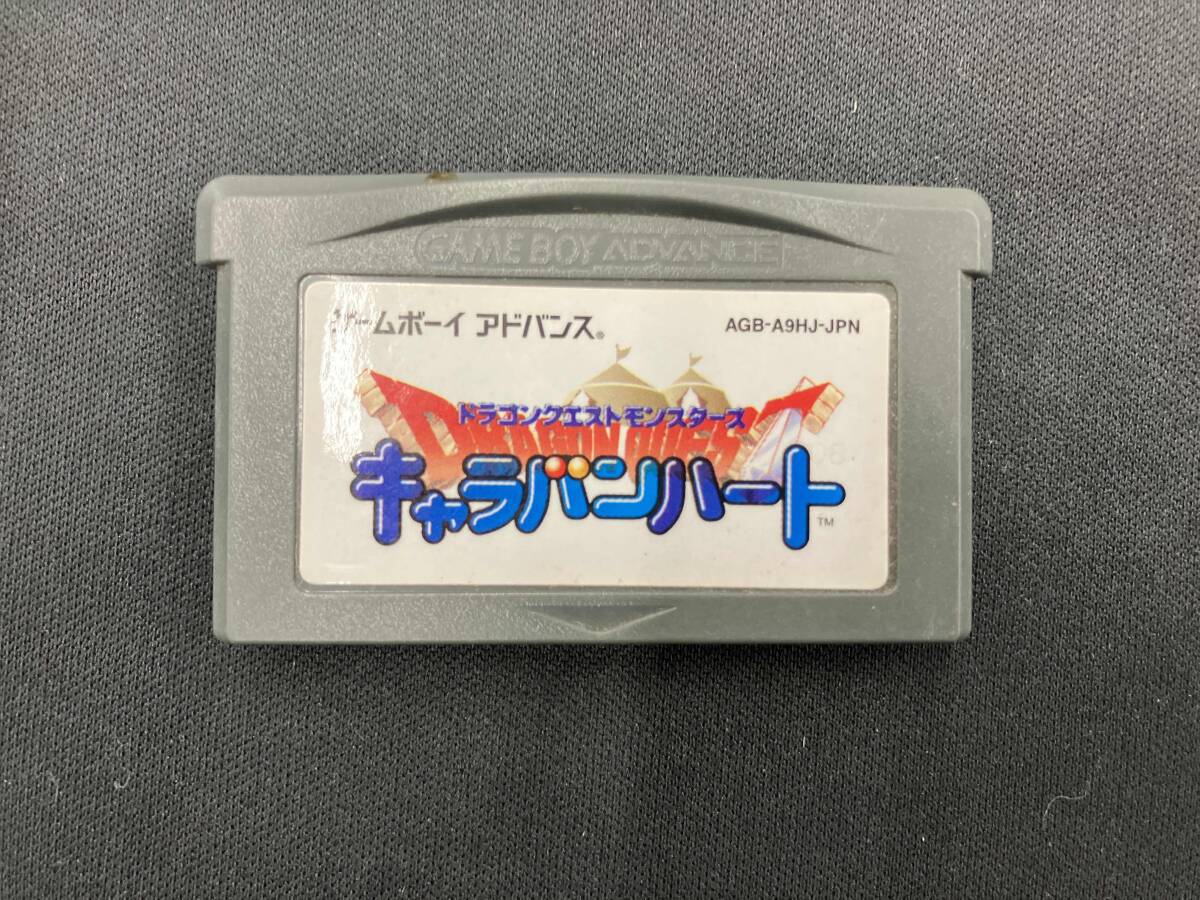 GAME BOY ADVANCE
ゲームボーイ アドバンス®
AGB-A9HJ-JPN
ドラゴンクエストモンスターズ
DRAGON QUEST
キャラバンハート™